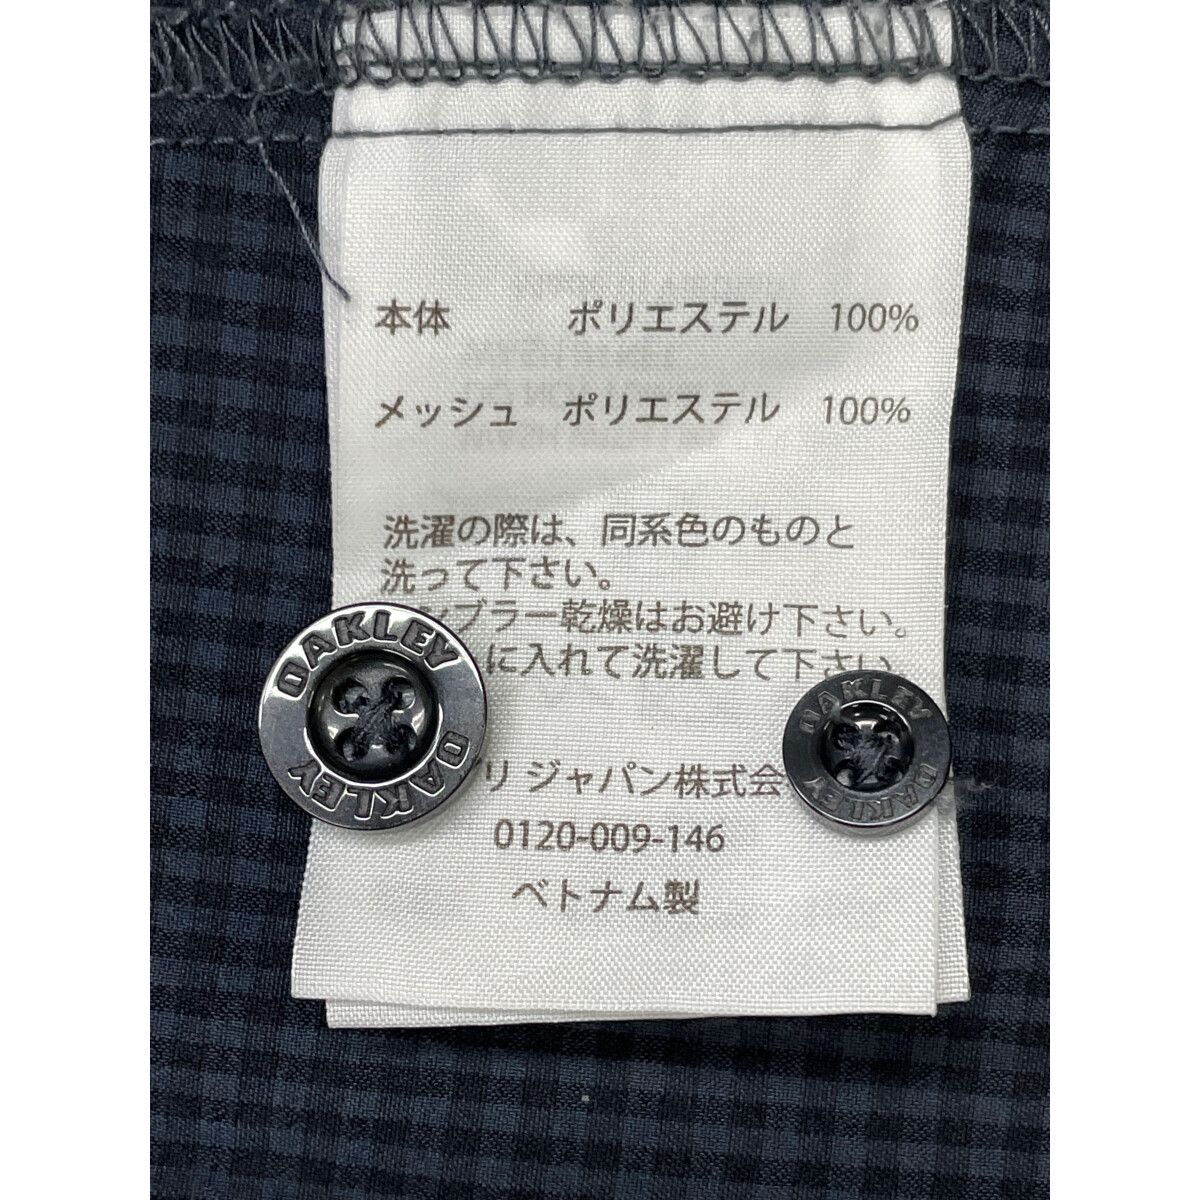 本体 ポリエステル 100%
メッシュ ポリエステル 100%
洗濯の際は、同系色のものと
洗って下さい。
ンブラー乾燥はお避け下さい。
に入れて洗濯して下さい
OAKLEY OAKLEY
OAKLEY OAKLEY
リ ジャパン株式会
0120-009-146
ベトナム製